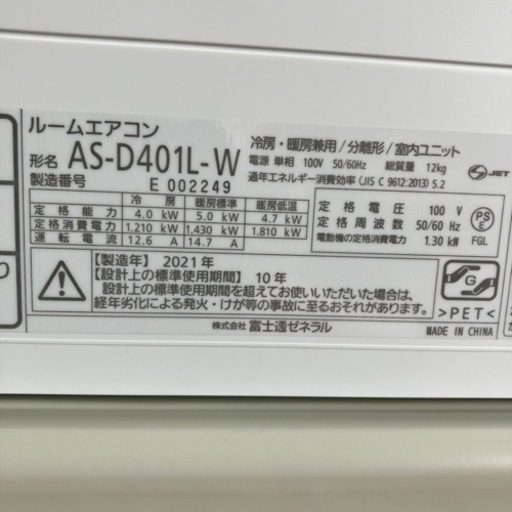 ルームエアコン
形名 AS-D401L-W
製造番号 E 002249
冷房・暖房兼用/分離形/室内ユニット
電源 単相 100V 50/60Hz 総質量 12kg
通年エネルギー消費効率(JIS C 9612:2013) 5.2
JET
冷房 暖房標準 暖房低温
定格能力 4.0 kW 5.0 kW 4.7 kW
定格消費電力 1.210 kW 1.430 kW 1.810 kW
運転電流 12.6 A 14.7 A
定格電圧 100 V
定格周波数 50/60 Hz
電動機の定格消費電力 1.30 kW
PS
E
FGL
【製造年】2021年
【設計上の標準使用期間】10年
設計上の標準使用期間を超えてお使いいただいた場合は、
経年劣化による発火・けが等の事故に至るおそれがあります。
G
>PET<
株式会社 富士通ゼネラル
MADE IN CHINA